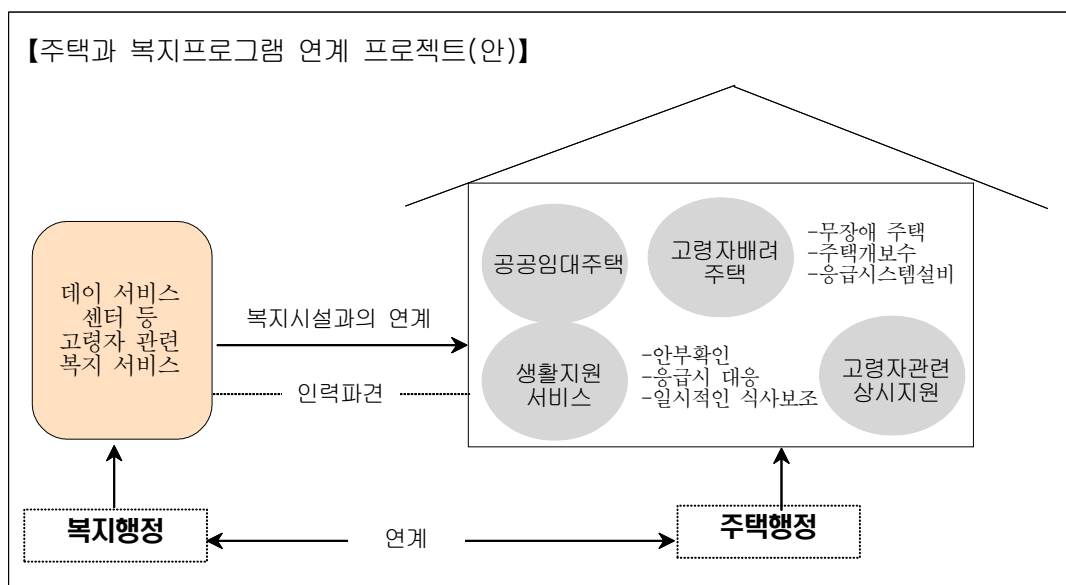 【주택과 복지프로그램 연계 프로젝트(안)】
데이 서비스
센터 등
고령자 관련
복지 서비스
복지시설과의 연계
인력파견
공공임대주택
고령자배려
주택
-무장애 주택
-주택개보수
-응급시스템설비
생활지원
서비스
-안부확인
-응급시 대응
-일시적인 식사보조
고령자관련
상시지원
복지행정
연계
주택행정